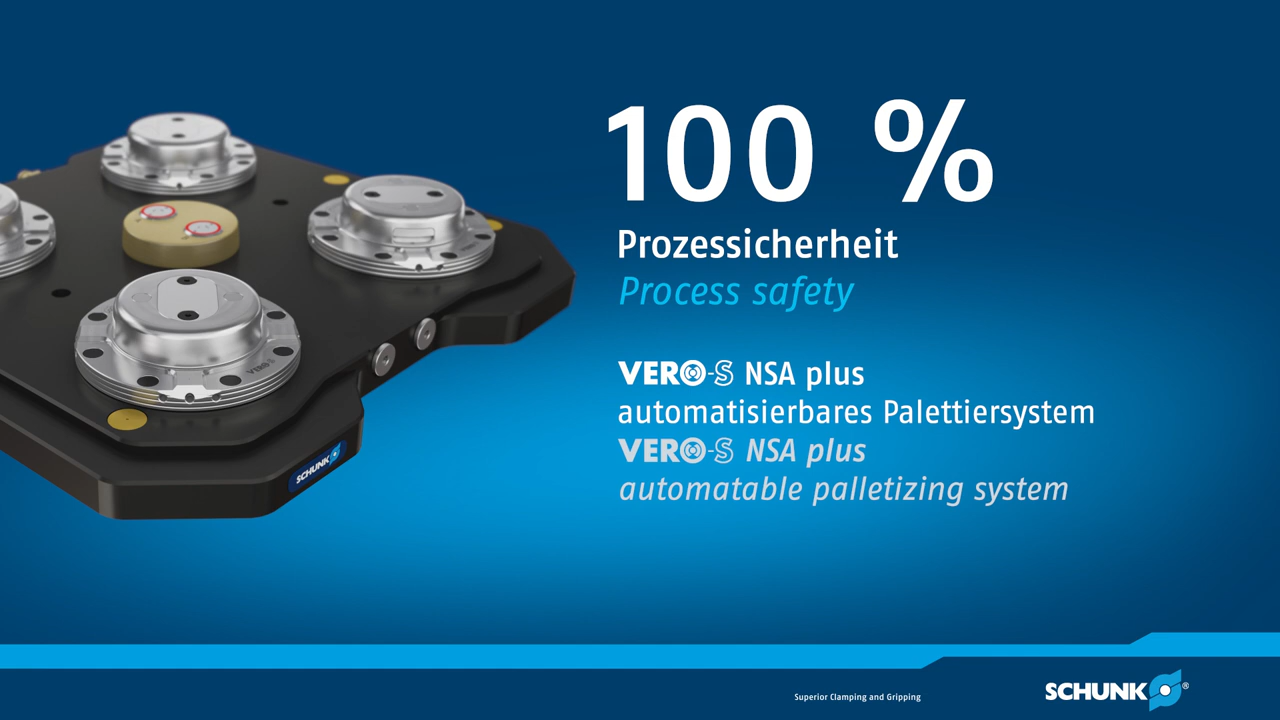 100 %
Prozessicherheit
Process safety
VERO-S NSA plus
automatisierbares Palettiersystem
VERO-S NSA plus
automatable palletizing system
VERO-S
SCHUNK
Superior Clamping and Gripping
SCHUNK ®